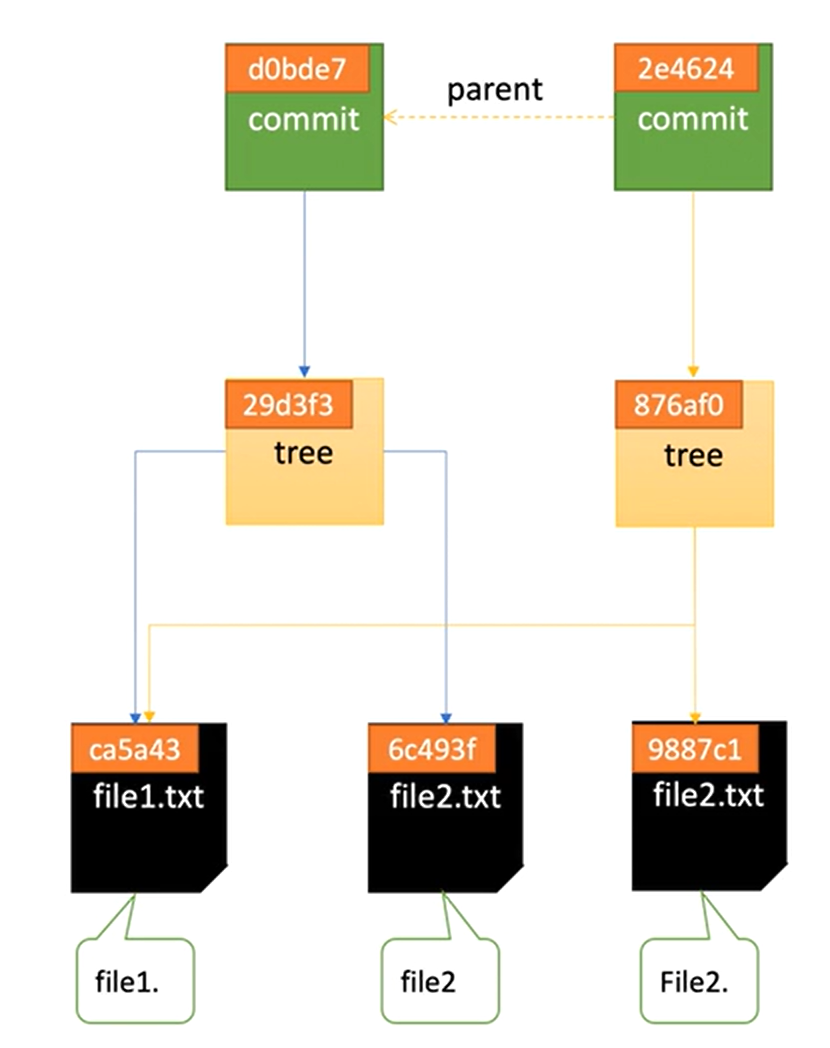 d0bde7
commit
parent
2e4624
commit
29d3f3
tree
876af0
tree
ca5a43
file1.txt
6c493f
file2.txt
9887c1
file2.txt
file1.
file2
File2.